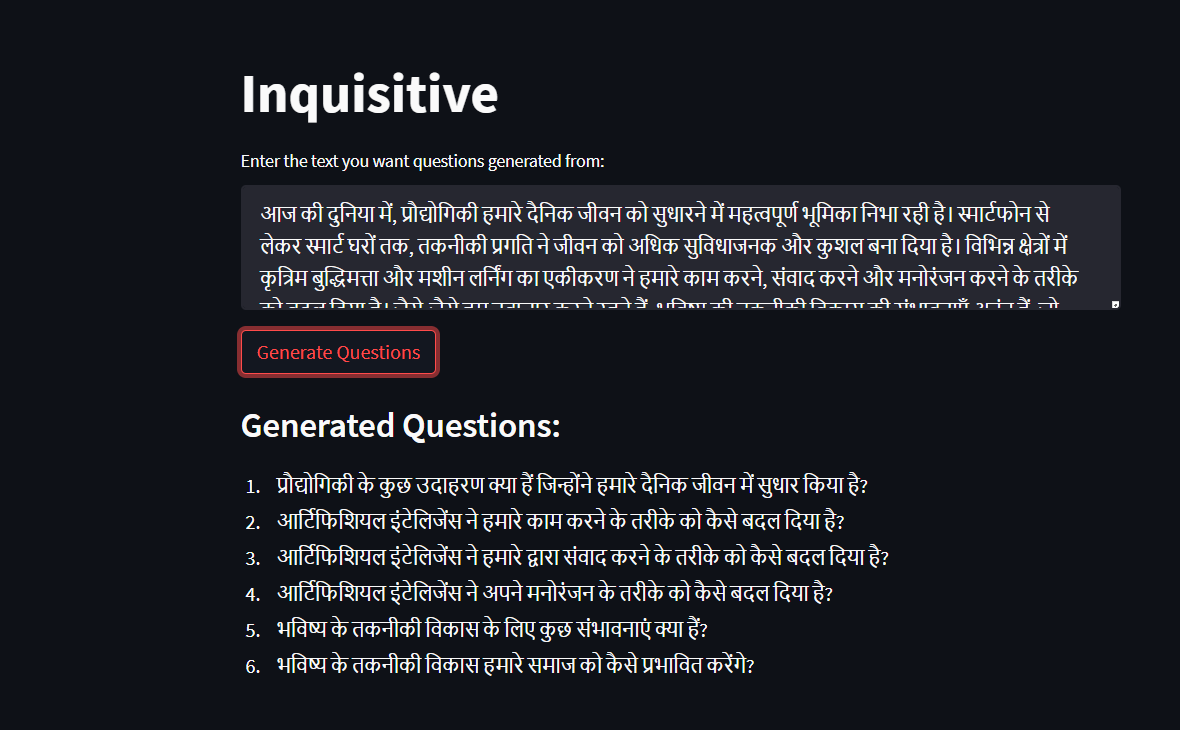 Inquisitive
Enter the text you want questions generated from:
आज की दुनिया में, प्रौद्योगिकी हमारे दैनिक जीवन को सुधारने में महत्वपूर्ण भूमिका निभा रही है। स्मार्टफोन से
लेकर स्मार्ट घरों तक, तकनीकी प्रगति ने जीवन को अधिक सुविधाजनक और कुशल बना दिया है। विभिन्न क्षेत्रों में
कृत्रिम बुद्धिमत्ता और मशीन लर्निंग का एकीकरण ने हमारे काम करने, संवाद करने और मनोरंजन करने के तरीके
Generate Questions
Generated Questions:
1. प्रौद्योगिकी के कुछ उदाहरण क्या हैं जिन्होंने हमारे दैनिक जीवन में सुधार किया है?
2. आर्टिफिशियल इंटेलिजेंस ने हमारे काम करने के तरीके को कैसे बदल दिया है?
3. आर्टिफिशियल इंटेलिजेंस ने हमारे द्वारा संवाद करने के तरीके को कैसे बदल दिया है?
4. आर्टिफिशियल इंटेलिजेंस ने अपने मनोरंजन के तरीके को कैसे बदल दिया है?
5. भविष्य के तकनीकी विकास के लिए कुछ संभावनाएं क्या हैं?
6. भविष्य के तकनीकी विकास हमारे समाज को कैसे प्रभावित करेंगे?